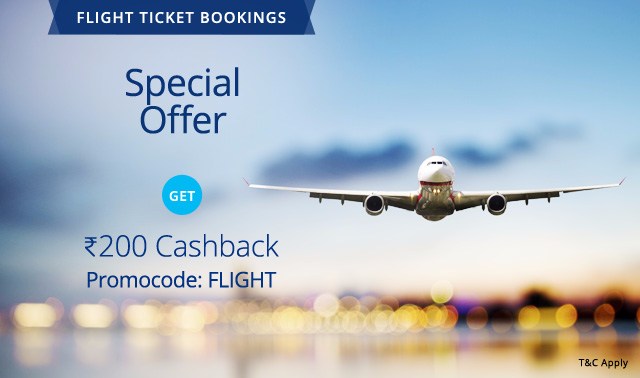 FLIGHT TICKET BOOKINGS
Special
Offer
GET
₹200 Cashback
Promocode: FLIGHT
T&C Apply